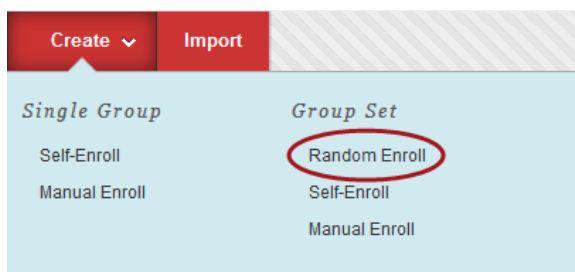 Create Import
Single Group
Self-Enroll
Manual Enroll
Group Set
Random Enroll
Self-Enroll
Manual Enroll